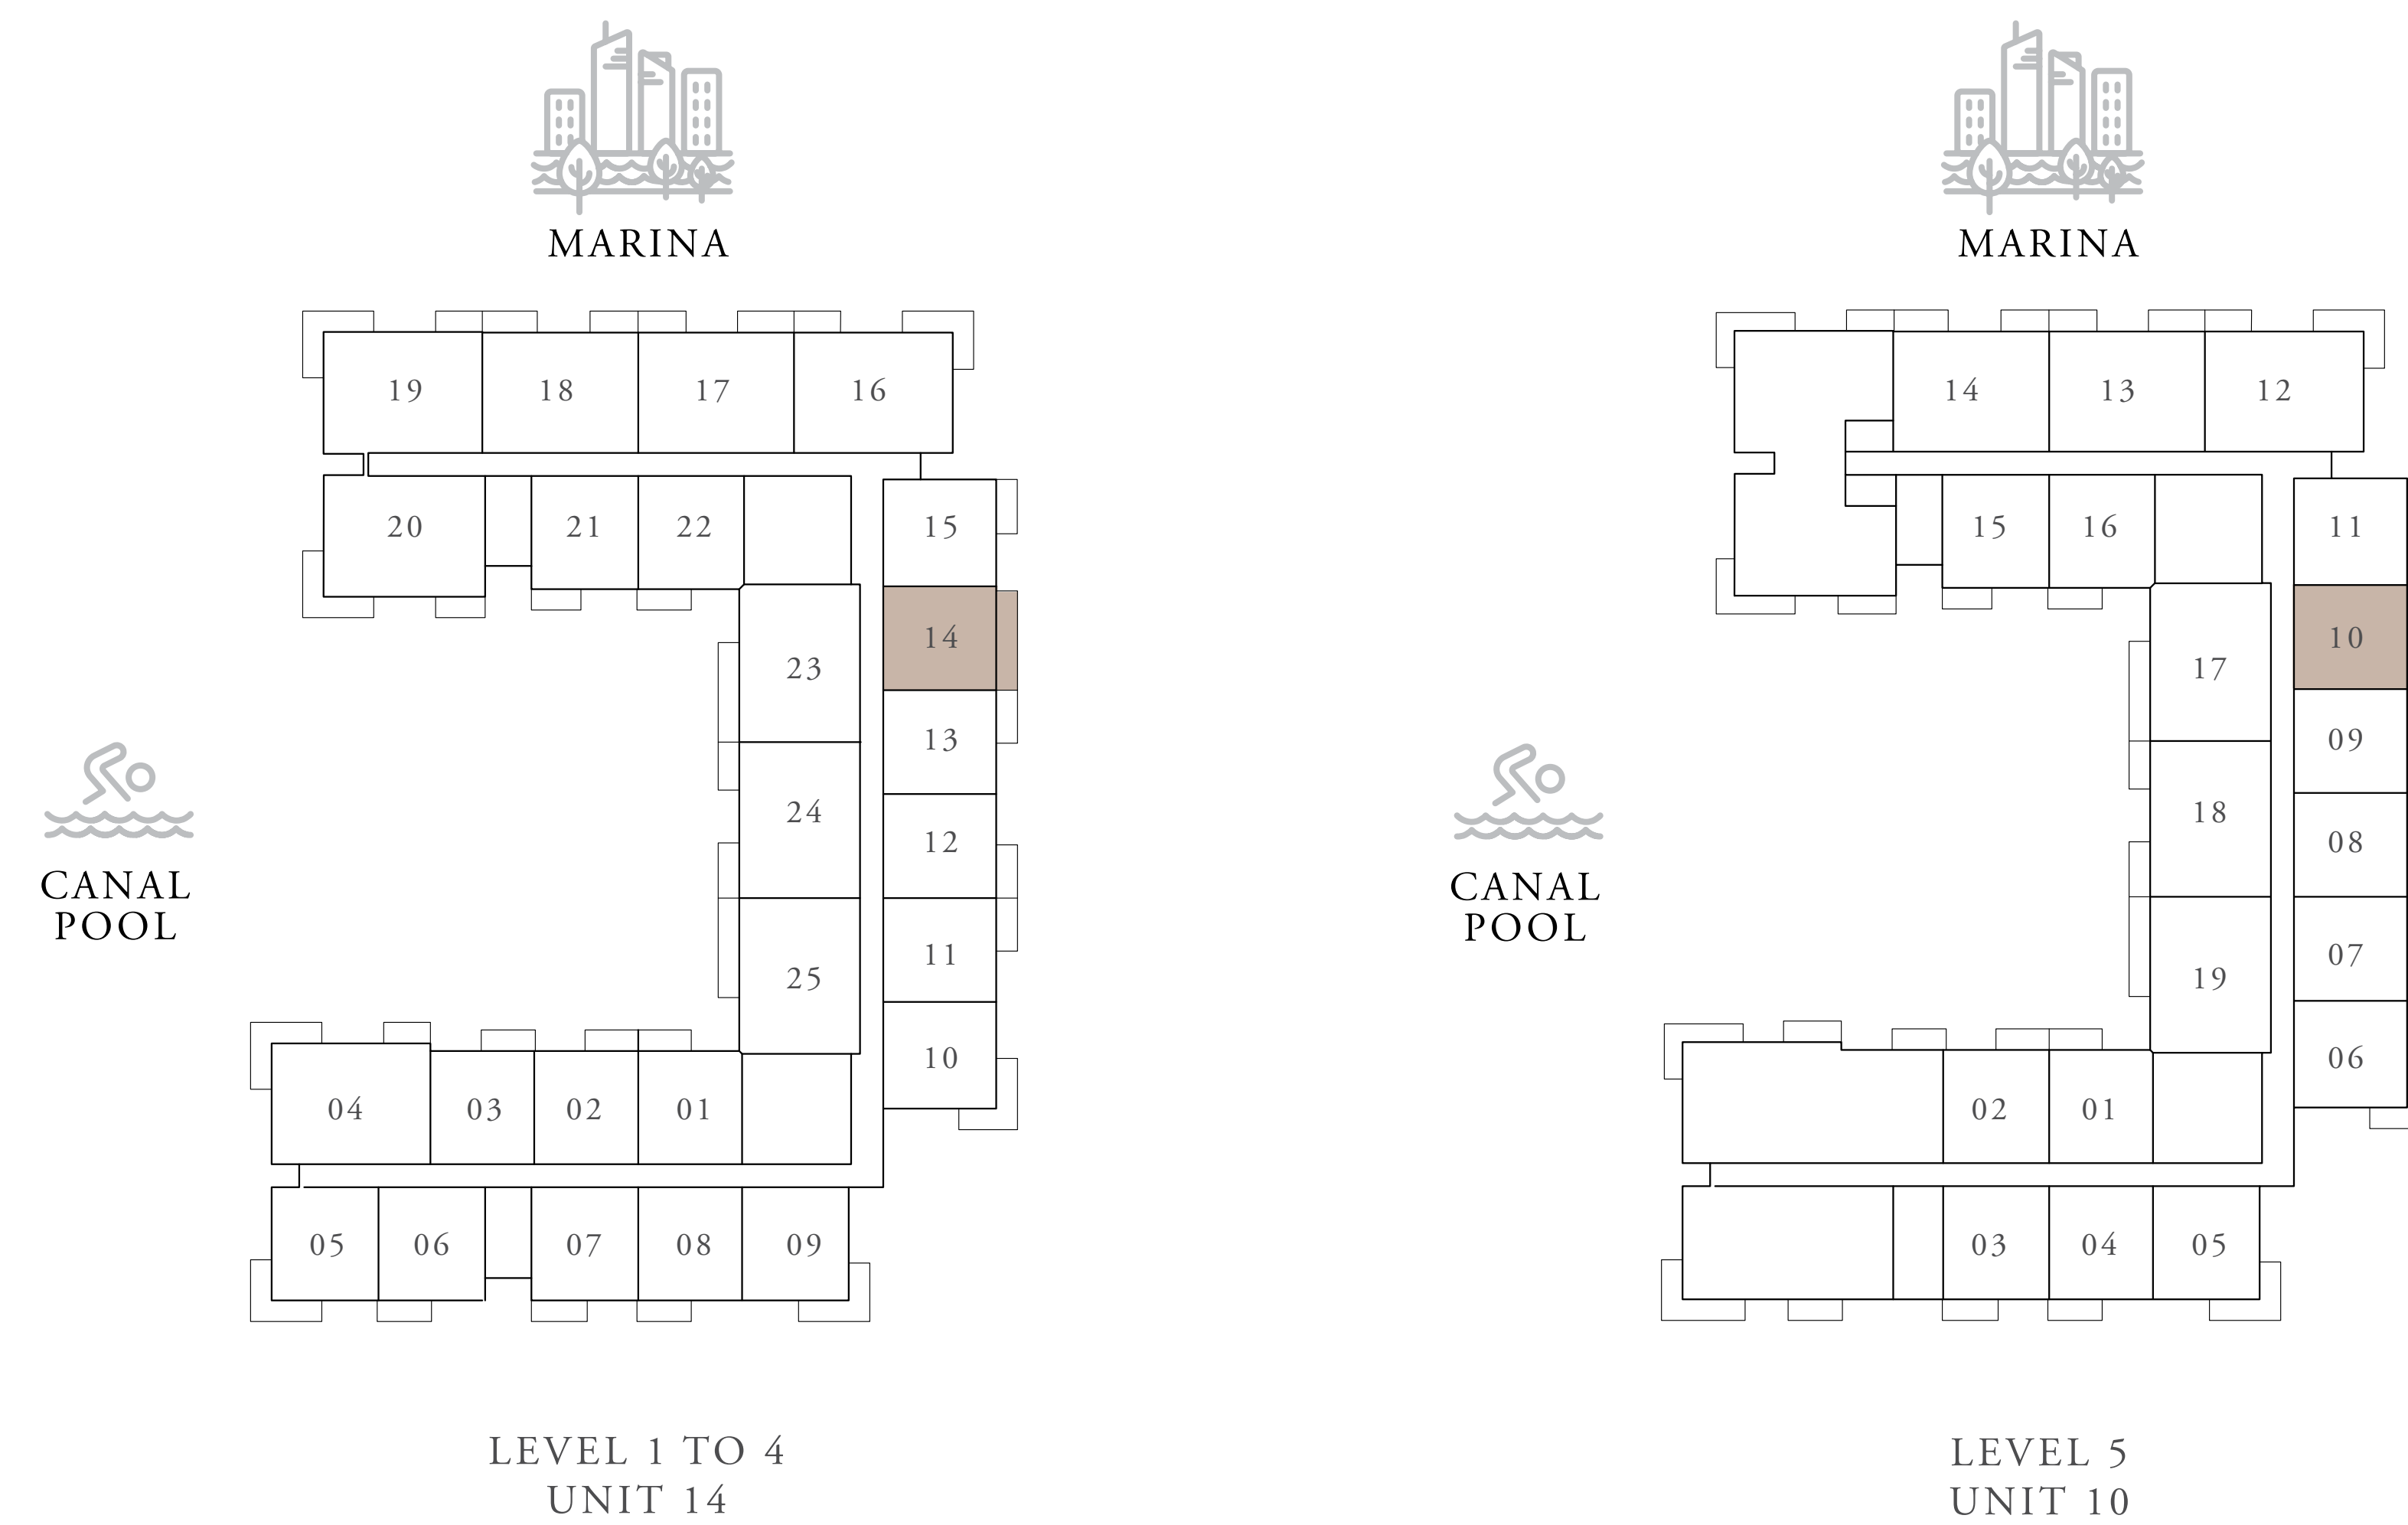 MARINA
19 18 17 16
20 21 22 15
14
23
13
24 12
CANAL
POOL
11
25
10
04 03 02 01
05 06 07 08 09
LEVEL 1 TO 4
UNIT 14
MARINA
14 13 12
15 16 11
10
17
09
18 08
CANAL
POOL
07
19
06
02 01
03 04 05
LEVEL 5
UNIT 10